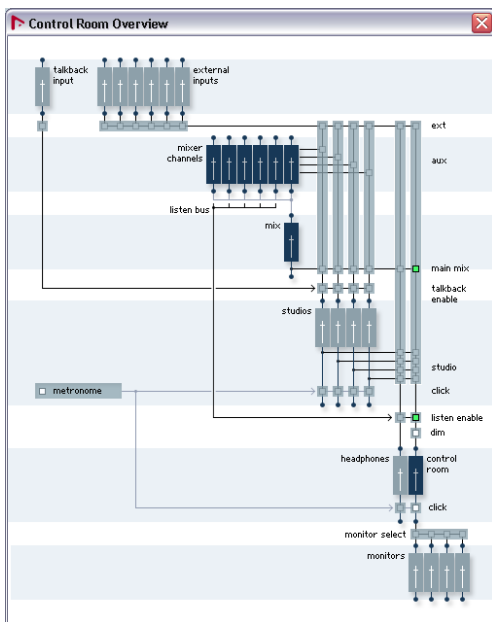 Control Room Overview
talkback
input
external
inputs
ext
mixer
channels
aux
listen bus
mix
main mix
talkback
enable
studios
studio
metronome
click
listen enable
dim
headphones
control
room
click
monitor select
monitors